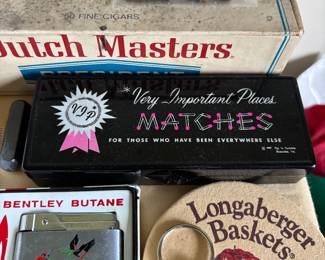 50 FINE CIGARS
Dutch Masters
V.I.P
Very Important Places
MATCHES
FOR THOSE WHO HAVE BEEN EVERYWHERE ELSE
BENTLEY BUTANE
Longaberger
Baskets